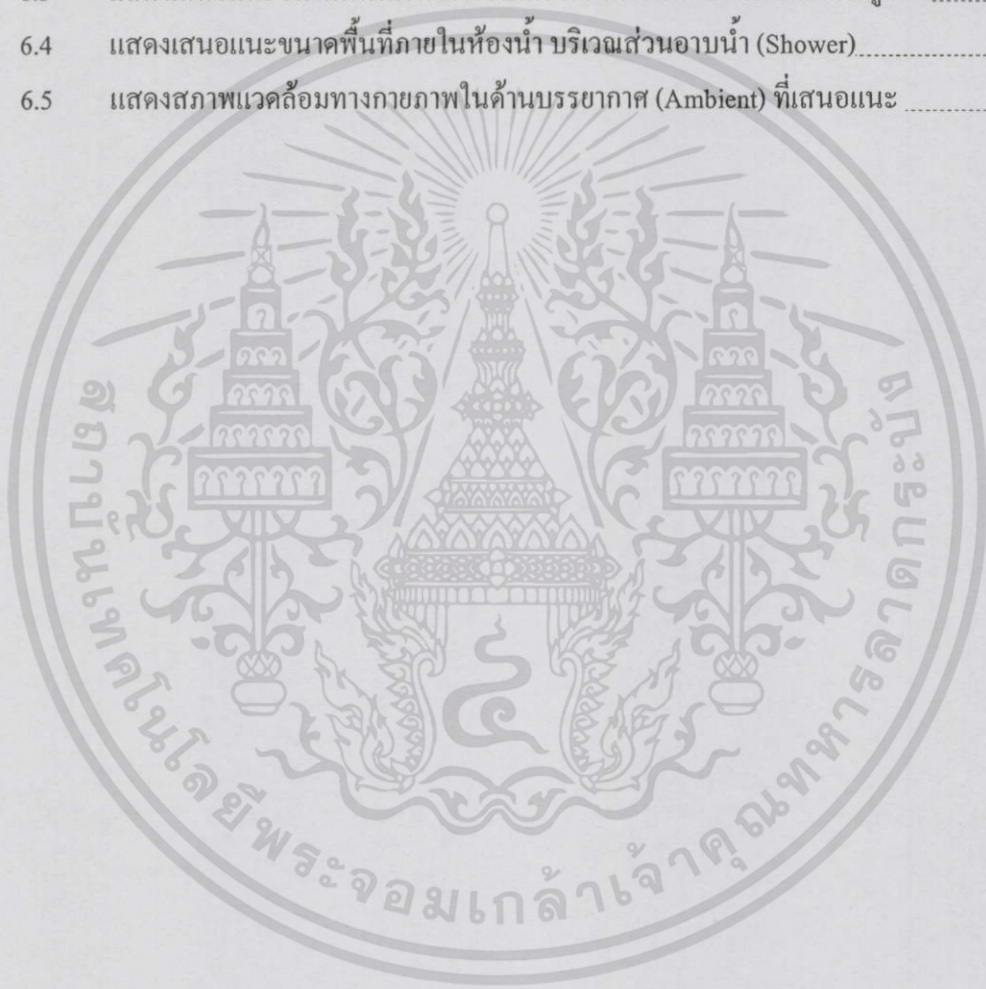 6.4 แสดงเสนอแนะขนาดพื้นที่ภายในห้องน้ำ บริเวณส่วนอาบน้ำ (Shower)
6.5 แสดงสภาพแวดล้อมทางกายภาพในด้านบรรยากาศ (Ambient) ที่เสนอแนะ
สถาบันเทคโนโลยีพระจอมเกล้าเจ้าคุณทหารลาดกระบัง
๔